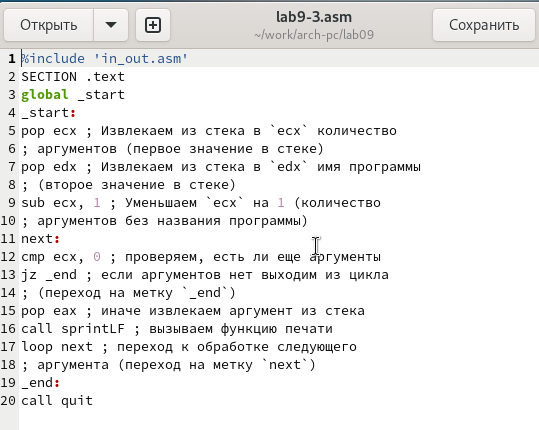 Открыть
lab9-3.asm
~/work/arch-pc/lab09
Сохранить
1 %include 'in_out.asm'
2 SECTION .text
3 global _start
4 _start:
5 pop ecx ; Извлекаем из стека в `ecx` количество
6 ; аргументов (первое значение в стеке)
7 pop edx ; Извлекаем из стека в `edx` имя программы
8 ; (второе значение в стеке)
9 sub ecx, 1 ; Уменьшаем `ecx` на 1 (количество
10 ; аргументов без названия программы)
11 next:
12 cmp ecx, 0 ; проверяем, есть ли еще аргументы
13 jz _end ; если аргументов нет выходим из цикла
14 ; (переход на метку `_end`)
15 pop eax ; иначе извлекаем аргумент из стека
16 call sprintLF ; вызываем функцию печати
17 loop next ; переход к обработке следующего
18 ; аргумента (переход на метку `next`)
19 _end:
20 call quit